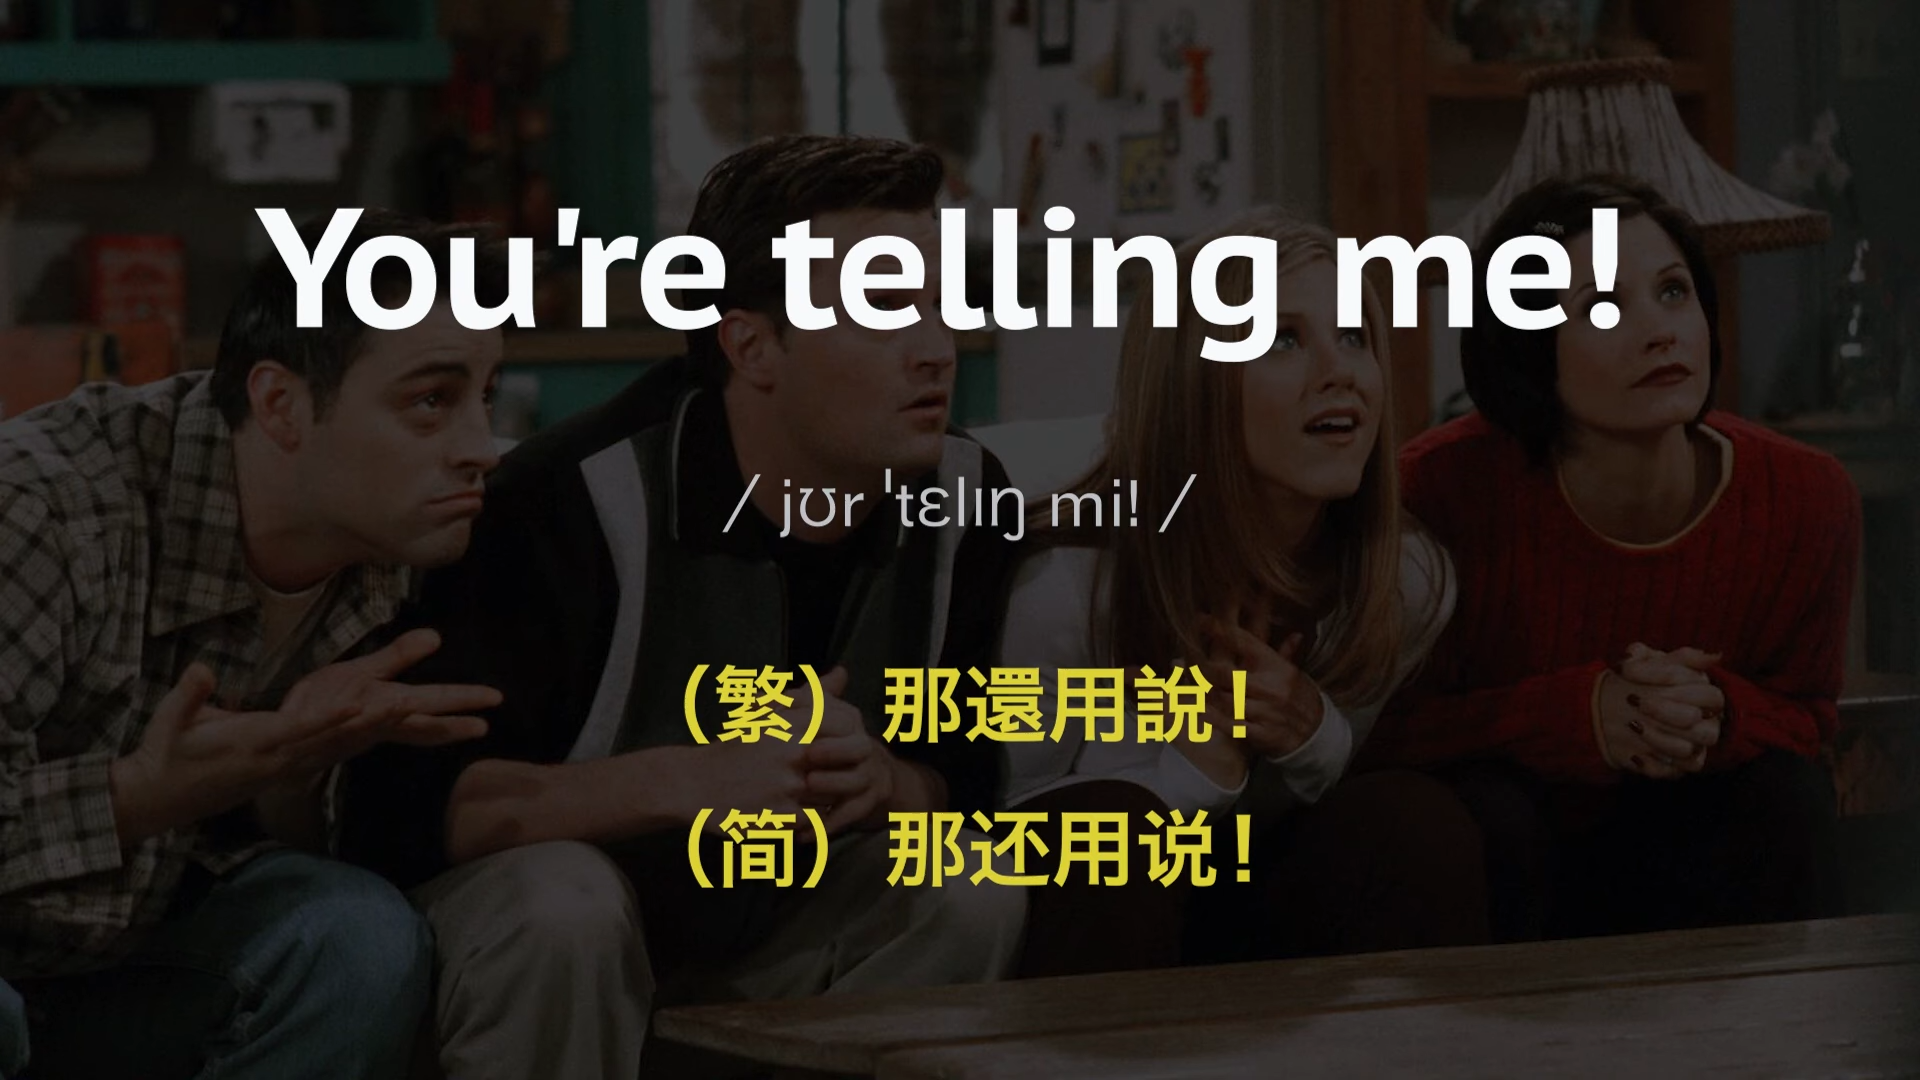 You're telling me!
/ jʊr ˈtɛlɪŋ mi! /
（繁）那還用說！
（简）那还用说！